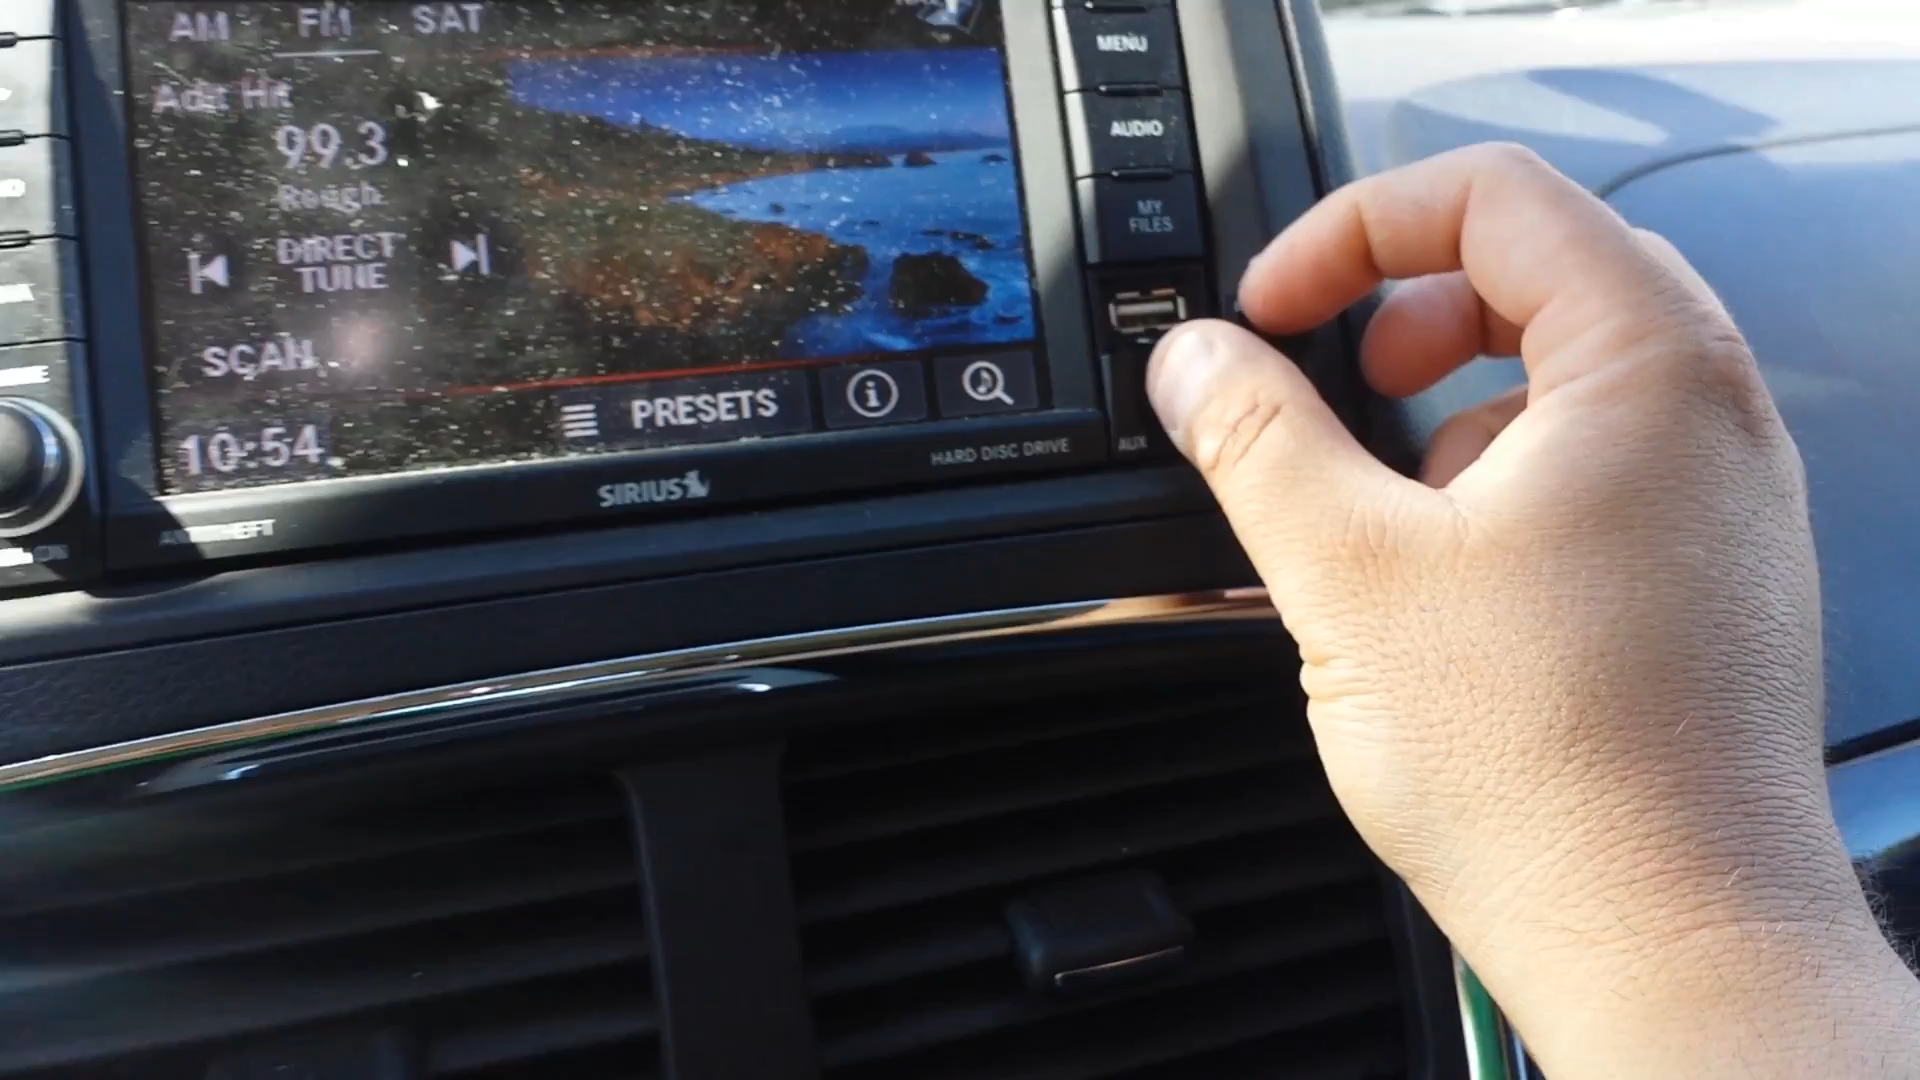 AM FM SAT
99.3
DIRECT
TUNE
SCAN
10:54
PRESETS
i
SIRIUS
HARD DISC DRIVE
MENU
AUDIO
MY
FILES
AUX